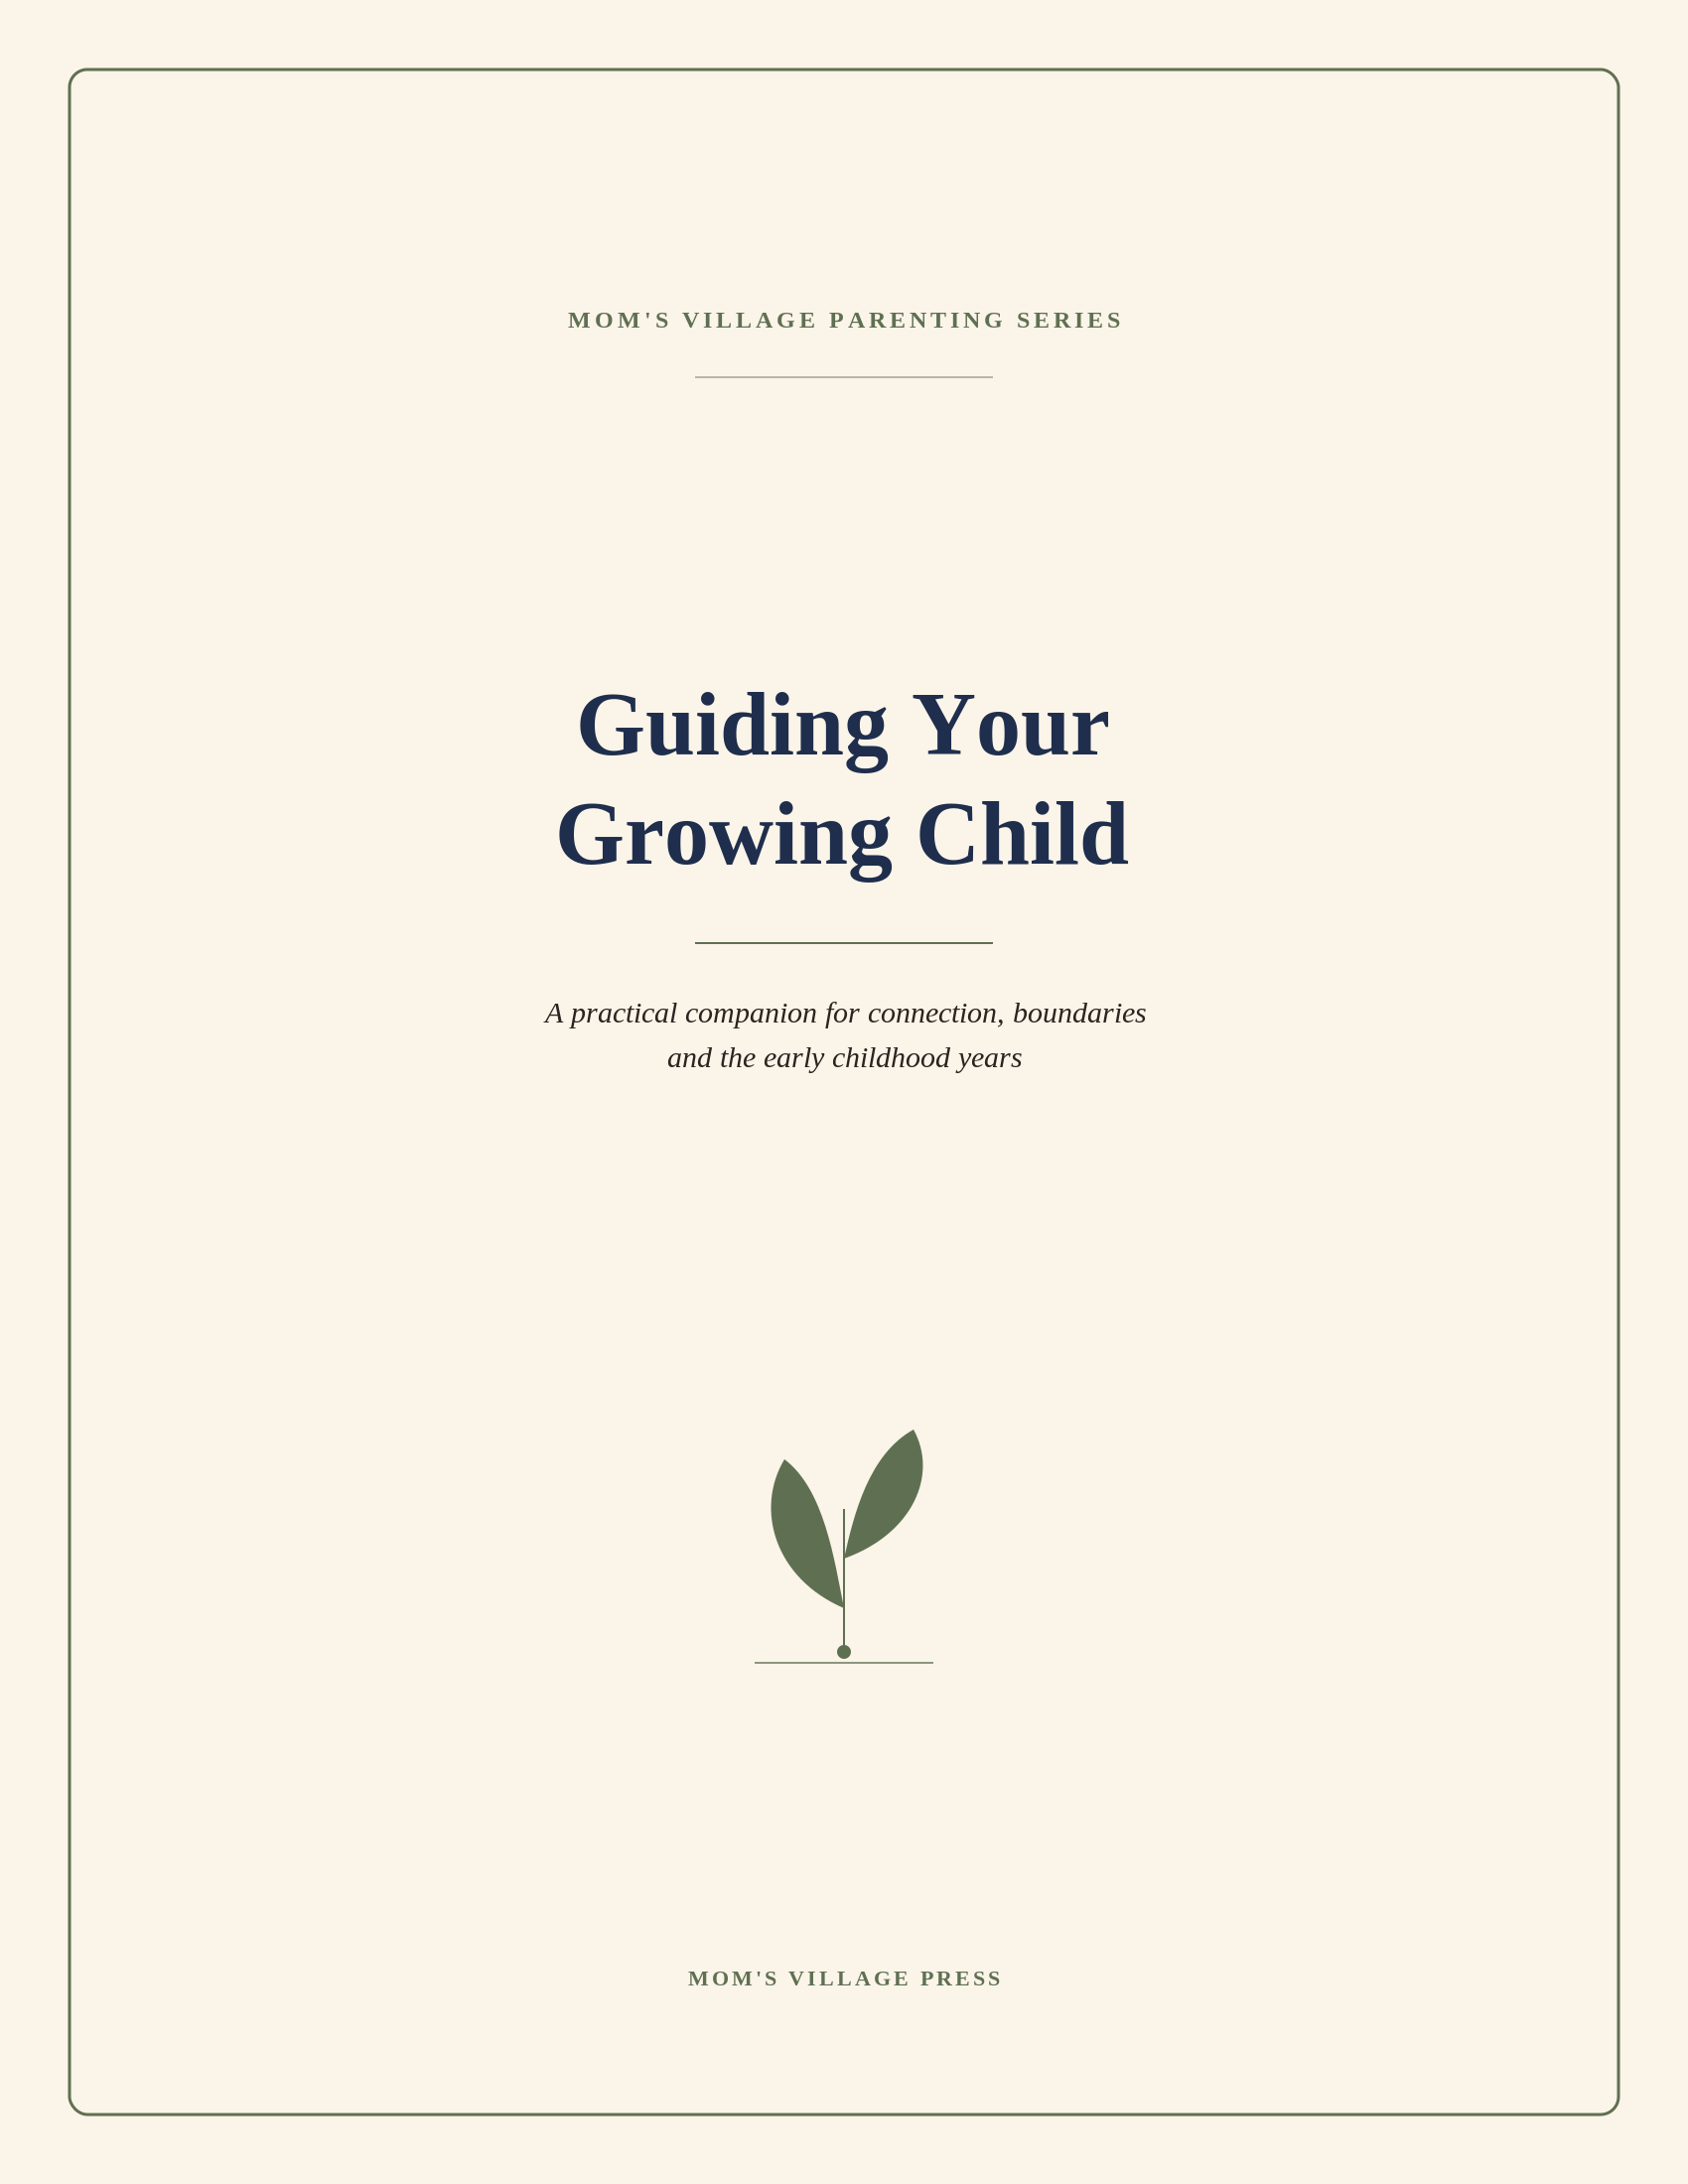 MOM'S VILLAGE PARENTING SERIES
Guiding Your
Growing Child
A practical companion for connection, boundaries
and the early childhood years
MOM'S VILLAGE PRESS